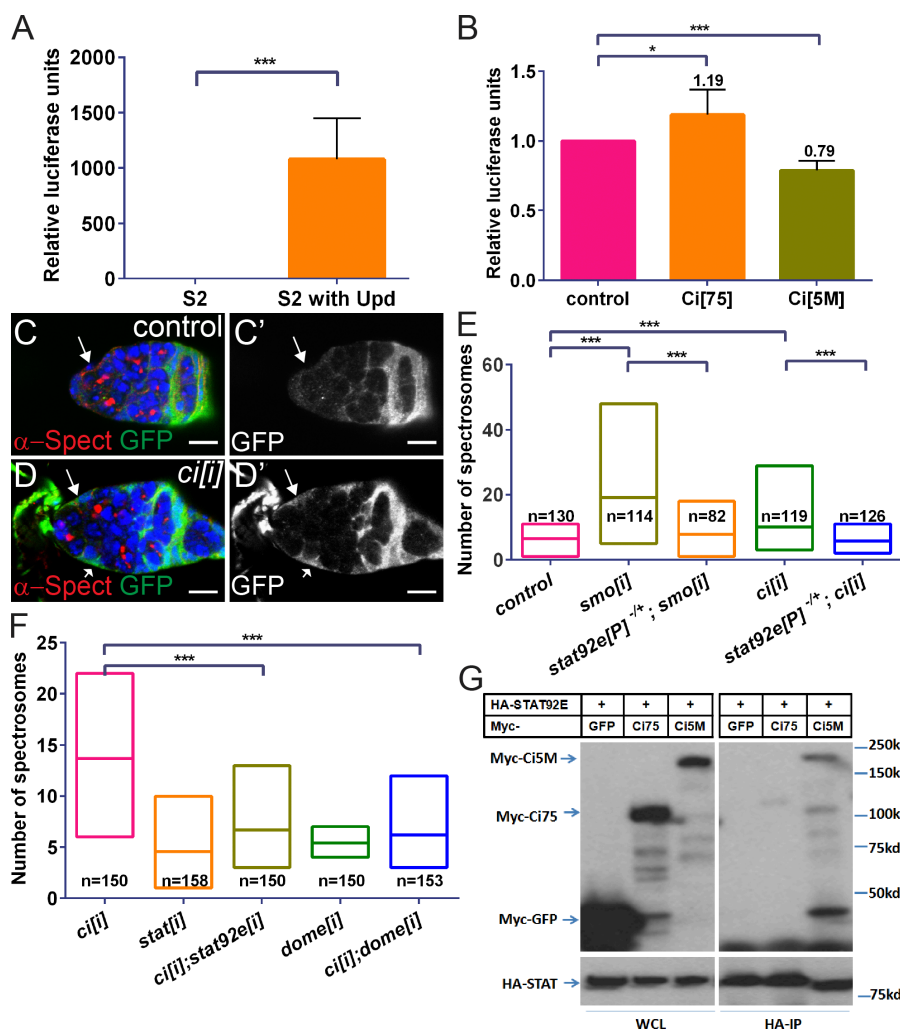 A
Relative luciferase units
2000
1500
1000
500
0
***
S2
S2 with Upd
B
Relative luciferase units
1.5
1.0
0.5
0.0
***
*
1.19
0.79
control
Ci[75]
Ci[5M]
C
control
α-Spect GFP
C'
GFP
D
ci[i]
α-Spect GFP
D'
GFP
E
Number of spectrosomes
60
40
20
0
***
***
***
***
n=130
n=114
n=82
n=119
n=126
control
smo[i]
stat92e[P] -/+; smo[i]
ci[i]
stat92e[P] -/+; ci[i]
F
Number of spectrosomes
25
20
15
10
5
0
***
***
n=150
n=158
n=150
n=150
n=153
ci[i]
stat[i]
ci[i];stat92e[i]
dome[i]
ci[i];dome[i]
G
HA-STAT92E + + + + + +
Myc- GFP Ci75 Ci5M GFP Ci75 Ci5M
Myc-Ci5M
Myc-Ci75
Myc-GFP
HA-STAT
250kd
150kd
100kd
75kd
50kd
75kd
WCL
HA-IP